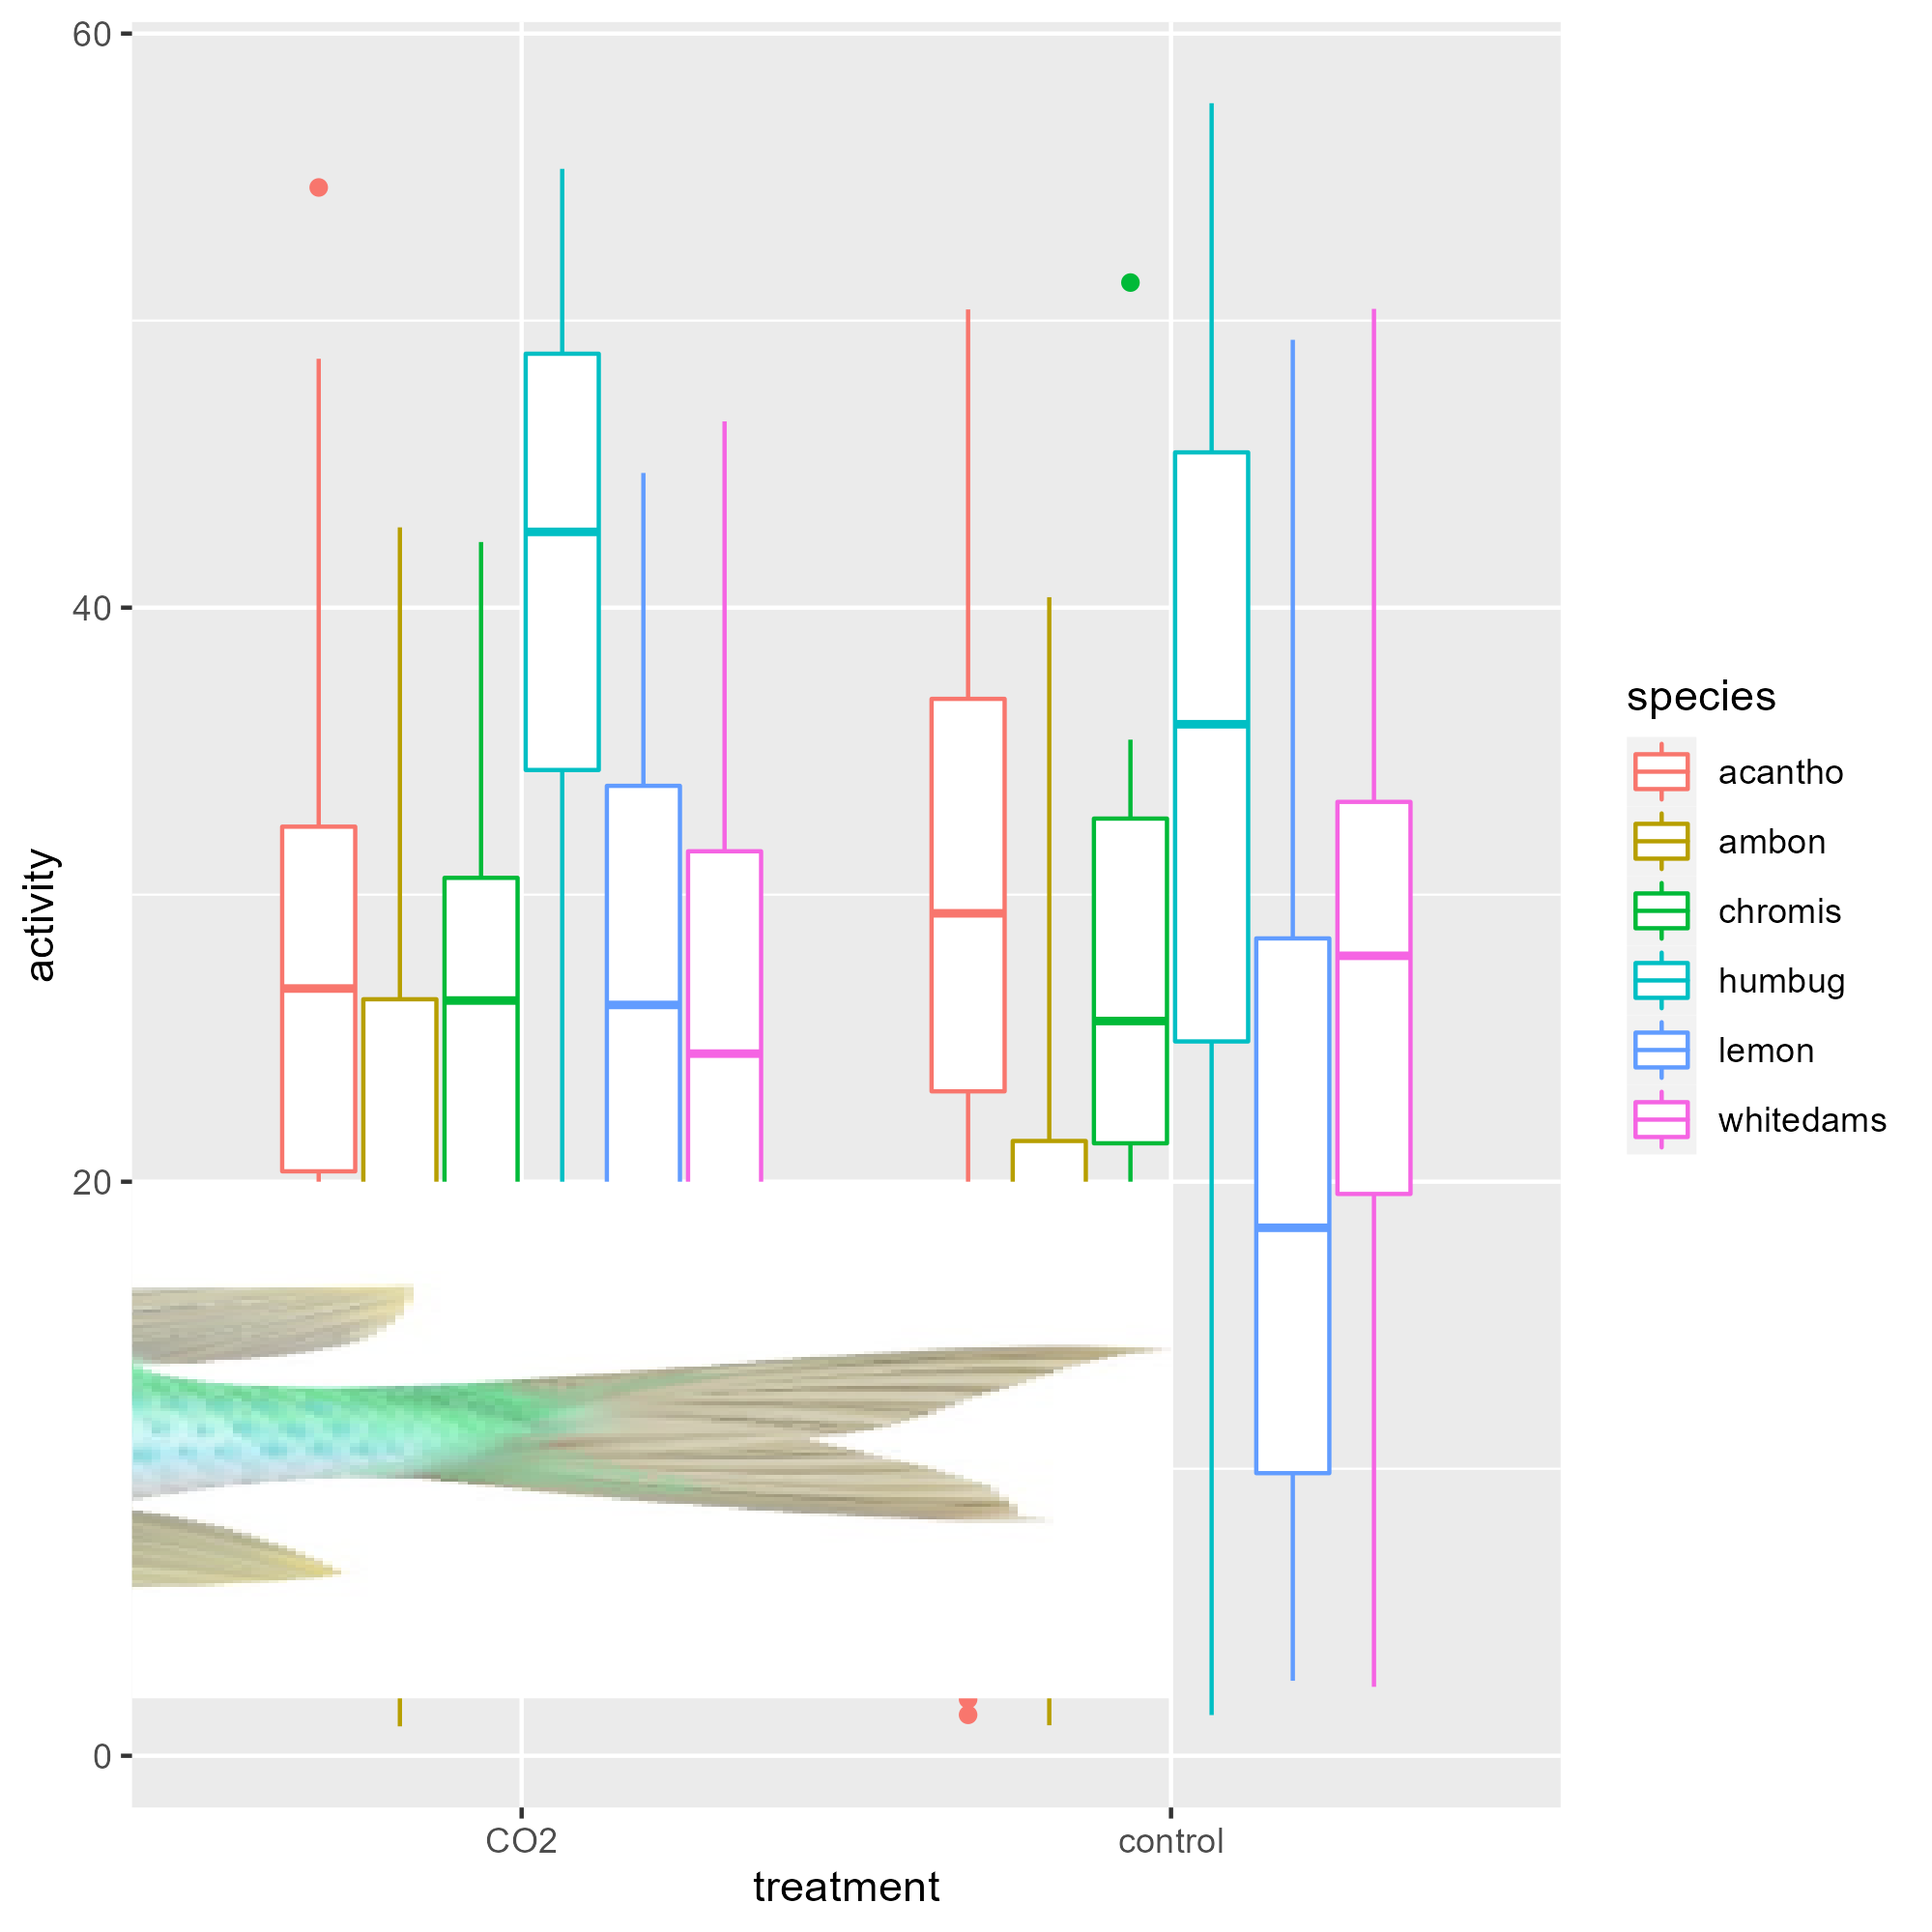 60
40
20
0
activity
CO2
control
treatment
species
acantho
ambon
chromis
humbug
lemon
whitedams